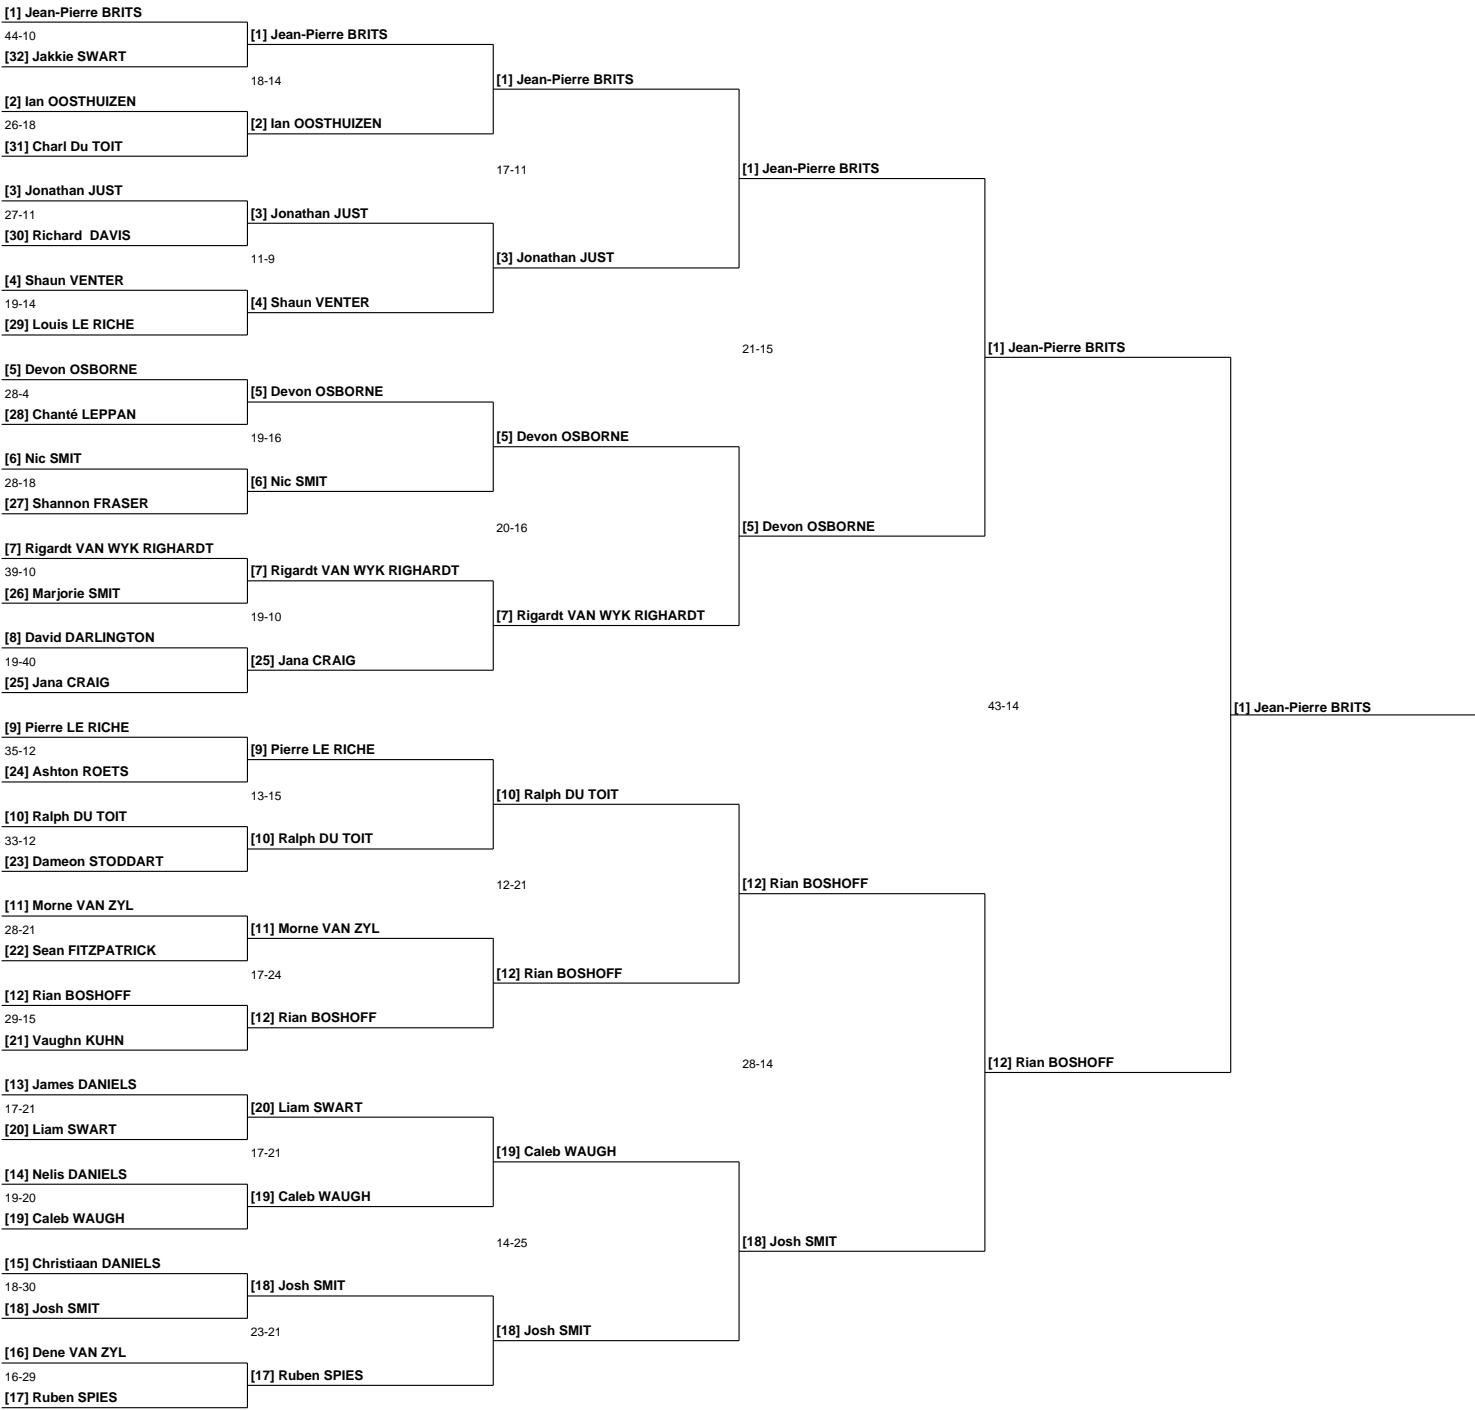 [1] Jean-Pierre BRITS
44-10
[32] Jakkie SWART
[2] Ian OOSTHUIZEN
26-18
[31] Charl Du TOIT
[3] Jonathan JUST
27-11
[30] Richard  DAVIS
[4] Shaun VENTER
19-14
[29] Louis LE RICHE
[5] Devon OSBORNE
28-4
[28] Chanté LEPPAN
[6] Nic SMIT
28-18
[27] Shannon FRASER
[7] Rigardt VAN WYK RIGHARDT
39-10
[26] Marjorie SMIT
[8] David DARLINGTON
19-40
[25] Jana CRAIG
[9] Pierre LE RICHE
35-12
[24] Ashton ROETS
[10] Ralph DU TOIT
33-12
[23] Dameon STODDART
[11] Morne VAN ZYL
28-21
[22] Sean FITZPATRICK
[12] Rian BOSHOFF
29-15
[21] Vaughn KUHN
[13] James DANIELS
17-21
[20] Liam SWART
[14] Nelis DANIELS
19-20
[19] Caleb WAUGH
[15] Christiaan DANIELS
18-30
[18] Josh SMIT
[16] Dene VAN ZYL
16-29
[17] Ruben SPIES
[1] Jean-Pierre BRITS
18-14
[2] Ian OOSTHUIZEN
[3] Jonathan JUST
11-9
[4] Shaun VENTER
[5] Devon OSBORNE
19-16
[6] Nic SMIT
[7] Rigardt VAN WYK RIGHARDT
19-10
[25] Jana CRAIG
[9] Pierre LE RICHE
13-15
[10] Ralph DU TOIT
[11] Morne VAN ZYL
17-24
[12] Rian BOSHOFF
[20] Liam SWART
17-21
[19] Caleb WAUGH
[18] Josh SMIT
23-21
[17] Ruben SPIES
[1] Jean-Pierre BRITS
17-11
[3] Jonathan JUST
[5] Devon OSBORNE
20-16
[7] Rigardt VAN WYK RIGHARDT
[10] Ralph DU TOIT
12-21
[12] Rian BOSHOFF
[19] Caleb WAUGH
14-25
[18] Josh SMIT
[1] Jean-Pierre BRITS
21-15
[5] Devon OSBORNE
[12] Rian BOSHOFF
28-14
[18] Josh SMIT
[1] Jean-Pierre BRITS
43-14
[12] Rian BOSHOFF
[1] Jean-Pierre BRITS